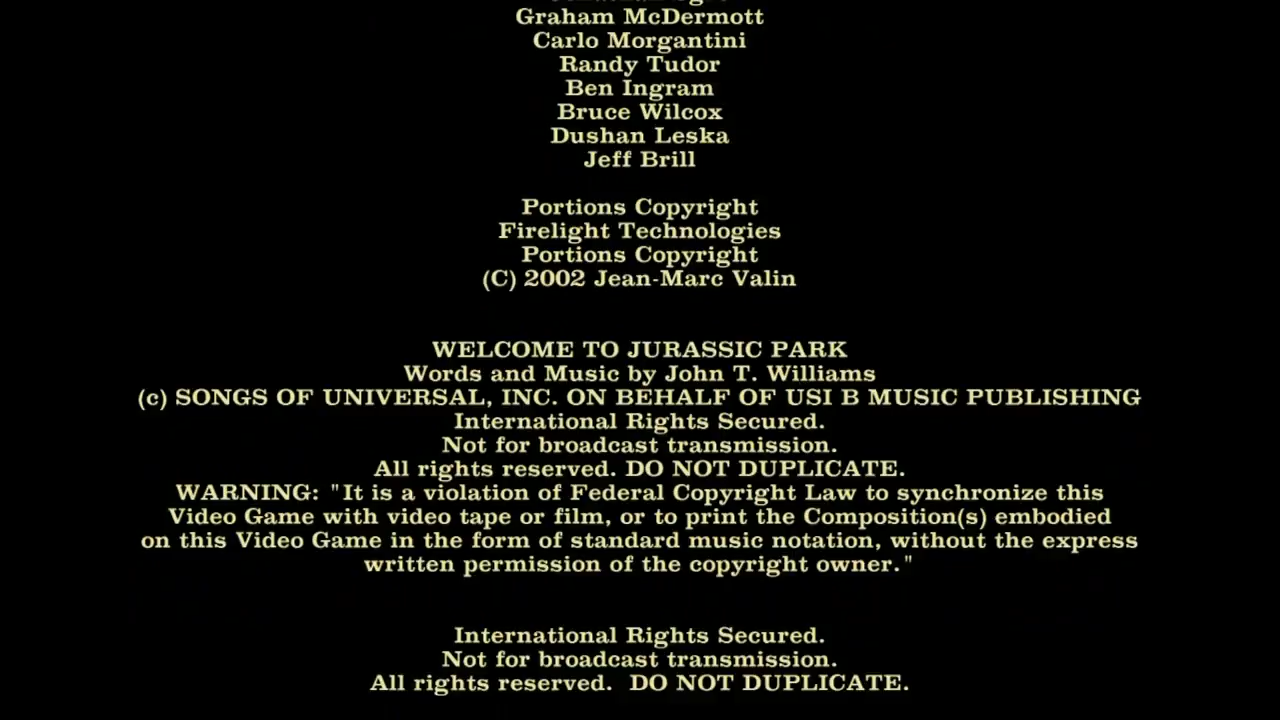 Graham McDermott
Carlo Morgantini
Randy Tudor
Ben Ingram
Bruce Wilcox
Dushan Leska
Jeff Brill
Portions Copyright
Firelight Technologies
Portions Copyright
(C) 2002 Jean-Marc Valin
WELCOME TO JURASSIC PARK
Words and Music by John T. Williams
(c) SONGS OF UNIVERSAL, INC. ON BEHALF OF USI B MUSIC PUBLISHING
International Rights Secured.
Not for broadcast transmission.
All rights reserved. DO NOT DUPLICATE.
WARNING: "It is a violation of Federal Copyright Law to synchronize this
Video Game with video tape or film, or to print the Composition(s) embodied
on this Video Game in the form of standard music notation, without the express
written permission of the copyright owner."
International Rights Secured.
Not for broadcast transmission.
All rights reserved.  DO NOT DUPLICATE.